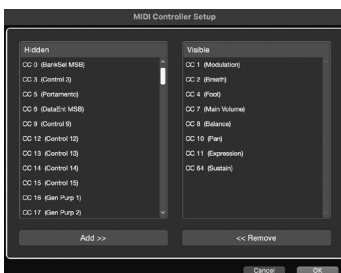 MIDI Controller Setup
Hidden
CC 0 (BankSel MSB)
CC 3 (Control 3)
CC 5 (Portamento)
CC 6 (DataEnt MSB)
CC 9 (Control 9)
CC 12 (Control 12)
CC 13 (Control 13)
CC 14 (Control 14)
CC 15 (Control 15)
CC 16 (Gen Purp 1)
CC 17 (Gen Purp 2)
Add >>
Visible
CC 1 (Modulation)
CC 2 (Breath)
CC 4 (Foot)
CC 7 (Main Volume)
CC 8 (Balance)
CC 10 (Pan)
CC 11 (Expression)
CC 64 (Sustain)
<< Remove
Cancel
OK